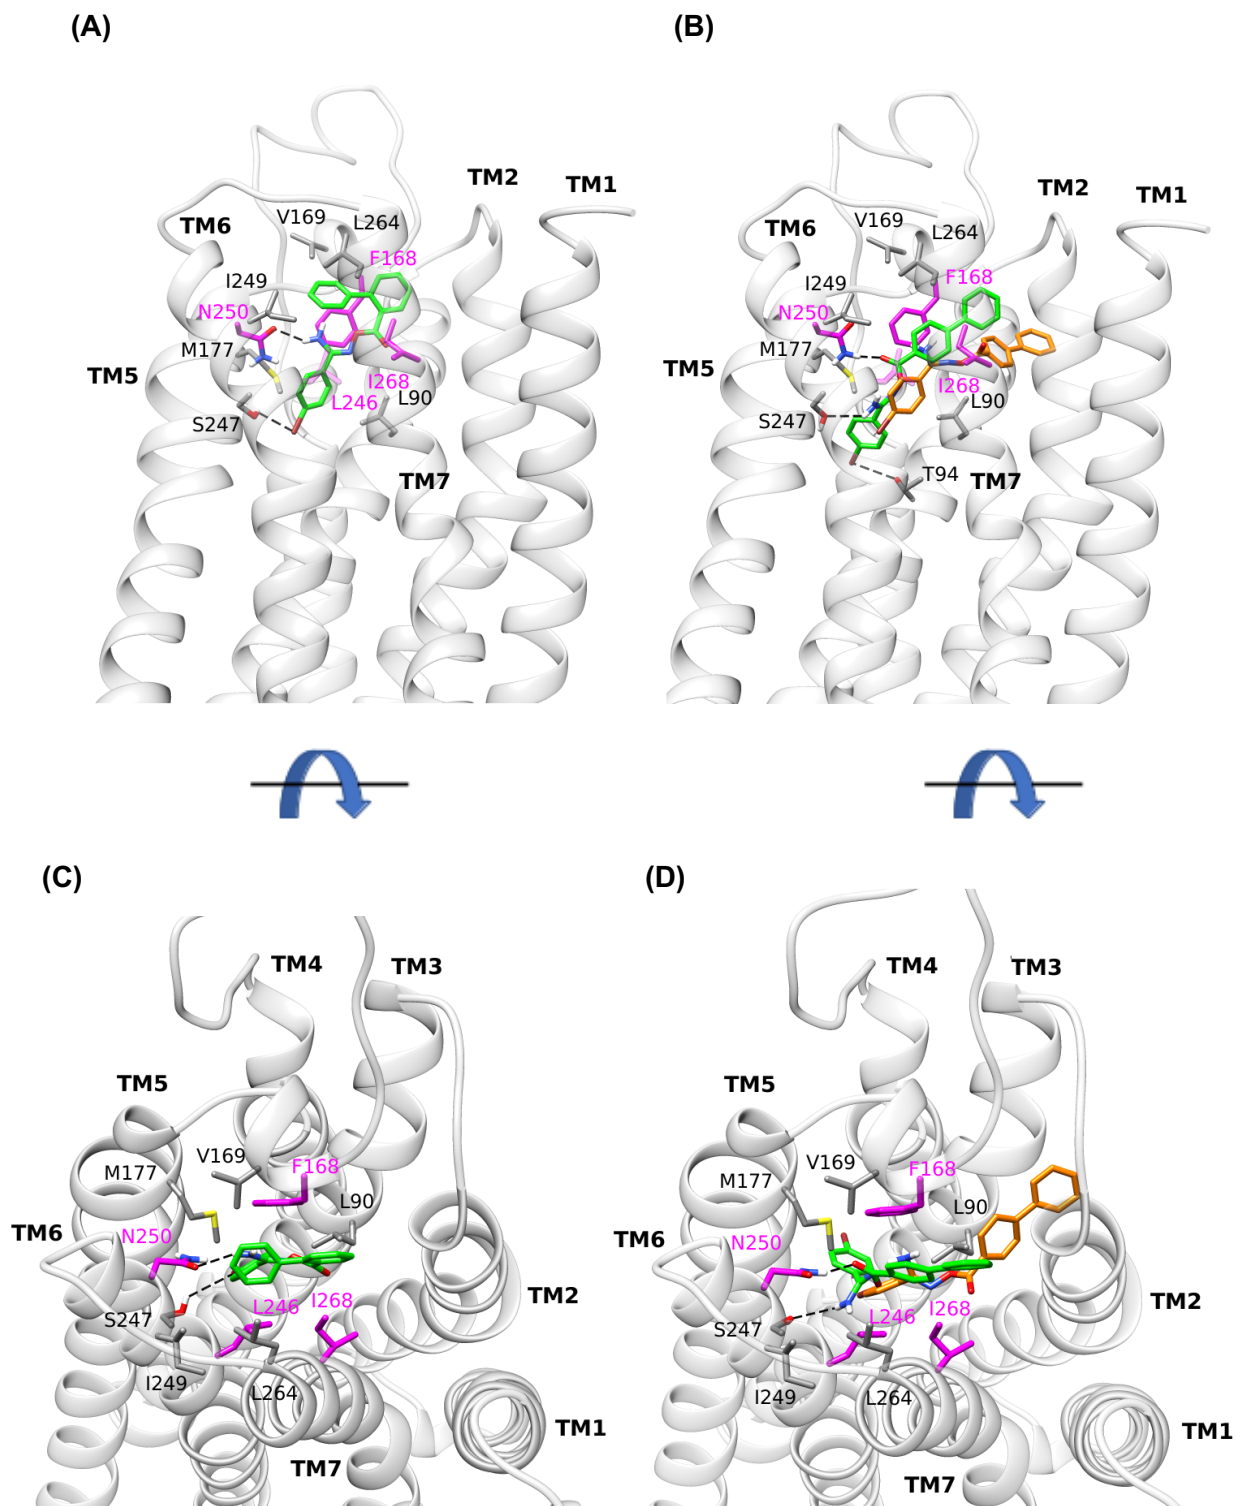 (A)
(B)
TM2
TM1
V169
L264
TM6
F168
I249
N250
M177
TM5
I268
L246
L90
S247
TM7
TM2
TM1
V169
L264
TM6
F168
I249
N250
M177
TM5
I268
L90
S247
T94
TM7
(C)
(D)
TM4
TM3
TM5
V169
F168
M177
L90
TM6
N250
L246
I268
TM2
S247
I249
L264
TM1
TM7
TM4
TM3
TM5
V169
F168
M177
L90
TM6
N250
L246
I268
TM2
S247
I249
L264
TM1
TM7